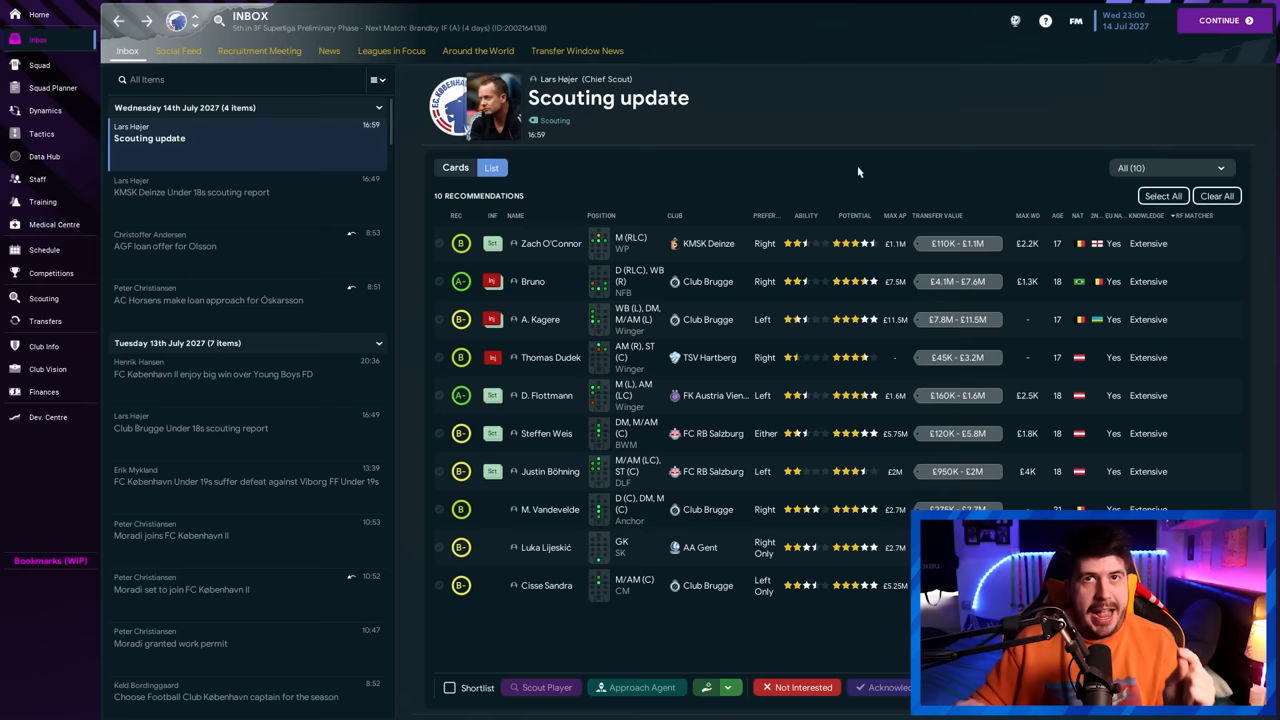 Home
Inbox
Squad
Squad Planner
Dynamics
Tactics
Data Hub
Staff
Training
Medical Centre
Schedule
Competitions
Scouting
Transfers
Club Info
Club Vision
Finances
Dev. Centre
Bookmarks (WiP)
INBOX
5th in 3F Superliga Preliminary Phase - Next Match: Brøndby IF (A) (4 days) (ID:2002164138)
FM
Wed 23:00
14 Jul 2027
CONTINUE
Inbox Social Feed Recruitment Meeting News Leagues in Focus Around the World Transfer Window News
All Items
Wednesday 14th July 2027 (4 items)
Lars Højer 16:59
Scouting update
Lars Højer 16:49
KMSK Deinze Under 18s scouting report
Christoffer Andersen 8:53
AGF loan offer for Olsson
Peter Christiansen 8:51
AC Horsens make loan approach for Óskarsson
Tuesday 13th July 2027 (7 items)
Henrik Hansen 20:36
FC København II enjoy big win over Young Boys FD
Lars Højer 16:49
Club Brugge Under 18s scouting report
Erik Mykland 13:39
FC København Under 19s suffer defeat against Viborg FF Under 19s
Peter Christiansen 10:53
Moradi joins FC København II
Peter Christiansen 10:52
Moradi set to join FC København II
Peter Christiansen 10:47
Moradi granted work permit
Keld Bordinggaard 8:52
Choose Football Club København captain for the season
Lars Højer (Chief Scout)
Scouting update
Scouting
16:59
Cards List All (10)
10 RECOMMENDATIONS Select All Clear All
REC INF NAME POSITION CLUB PREFER... ABILITY POTENTIAL MAX AP TRANSFER VALUE MAX WD AGE NAT 2N... EU NA... KNOWLEDGE RF MATCHES
B Sct Zach O'Connor M (RLC) KMSK Deinze Right £1.1M £110K - £1.1M £2.2K 17 Yes Extensive
WP
A- Inj Bruno D (RLC), WB (R) Club Brugge Right £7.5M £4.1M - £7.6M £1.3K 18 Yes Extensive
NFB
B- Inj A. Kagere WB (L), DM, M/AM (L) Club Brugge Left £11.5M £7.8M - £11.5M - 17 Yes Extensive
Winger
B Inj Thomas Dudek AM (R), ST (C) TSV Hartberg Right - £45K - £3.2M - 17 Yes Extensive
Winger
A- Sct D. Flottmann M (L), AM (LC) FK Austria Vien... Left £1.6M £160K - £1.6M £2.5K 18 Yes Extensive
Winger
B- Sct Steffen Weis DM, M/AM (C) FC RB Salzburg Either £5.75M £120K - £5.8M £1.8K 18 Yes Extensive
BWM
B- Sct Justin Böhning M/AM (LC), ST (C) FC RB Salzburg Left £2M £950K - £2M £4K 18 Yes Extensive
DLF
B M. Vandevelde D (C), DM, M (C) Club Brugge Right £2.7M
Anchor
B- Luka Lijeskić GK AA Gent Right Only £2.7M
SK
B- Cisse Sandra M/AM (C) Club Brugge Left Only £5.25M
CM
Shortlist Scout Player Approach Agent Not Interested